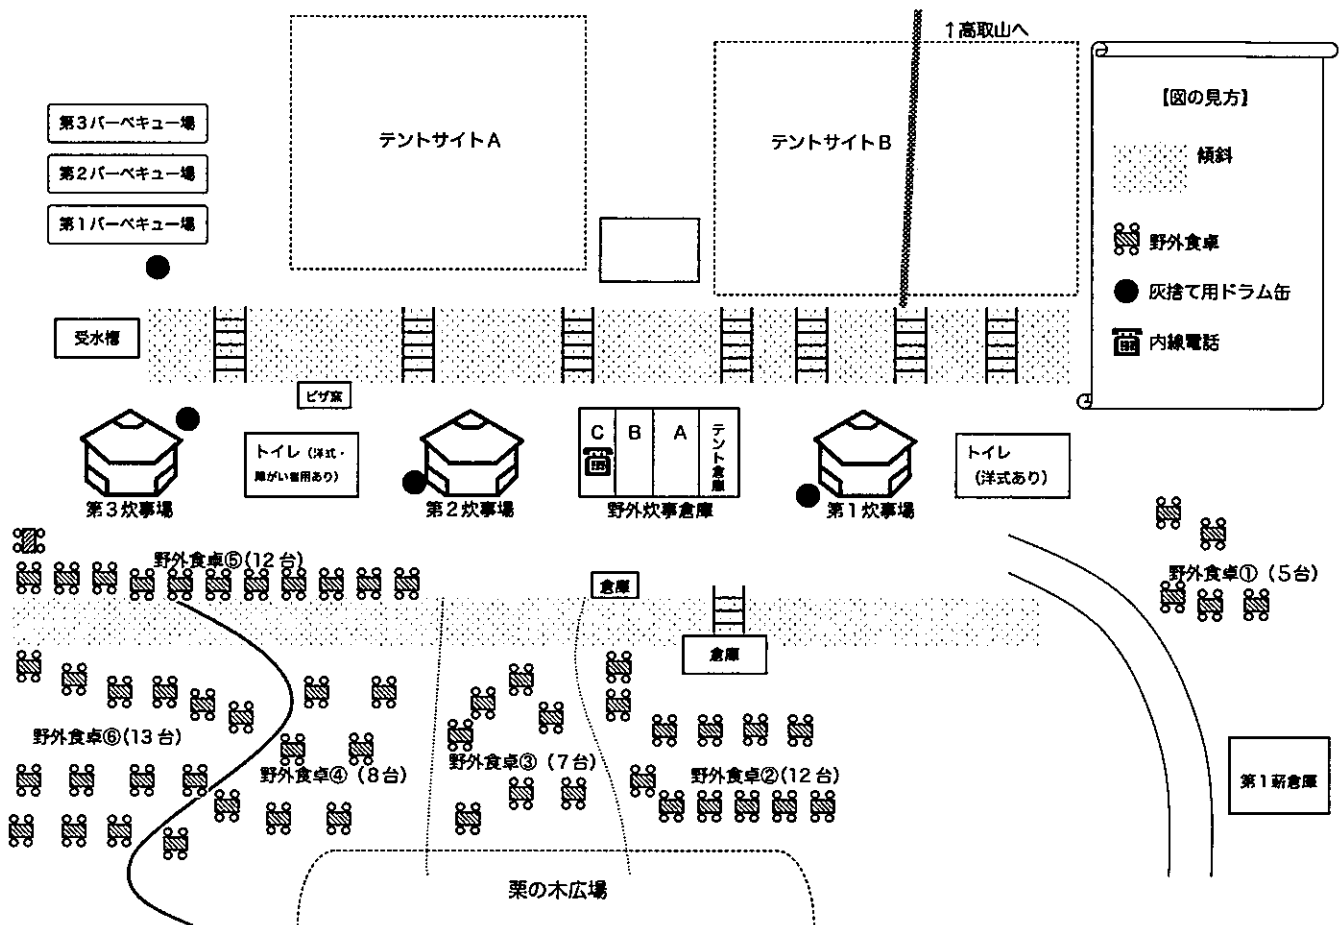 ↑高取山へ
【図の見方】
傾斜
野外食卓
灰捨て用ドラム缶
内線電話
テントサイトA
テントサイトB
第3バーベキュー場
第2バーベキュー場
第1バーベキュー場
受水槽
ピザ窯
トイレ（洋式・
障がい者用あり）
C
B
A
テント倉庫
トイレ
（洋式あり）
第3炊事場
第2炊事場
野外炊事倉庫
第1炊事場
野外食卓⑤(12台)
倉庫
野外食卓①（5台）
倉庫
野外食卓⑥(13台)
野外食卓④（8台）
野外食卓③（7台）
野外食卓②(12台)
第1薪倉庫
栗の木広場